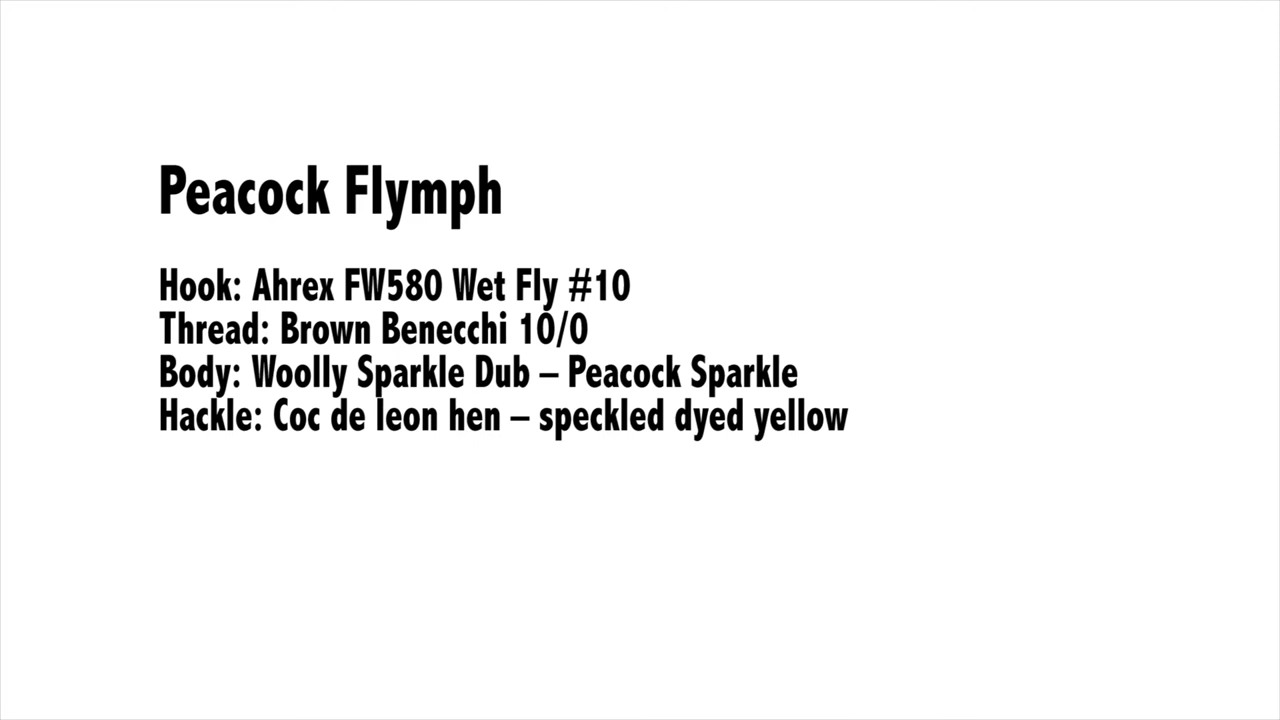 Peacock Flymph
Hook: Ahrex FW580 Wet Fly #10
Thread: Brown Benecchi 10/0
Body: Woolly Sparkle Dub – Peacock Sparkle
Hackle: Coc de leon hen – speckled dyed yellow